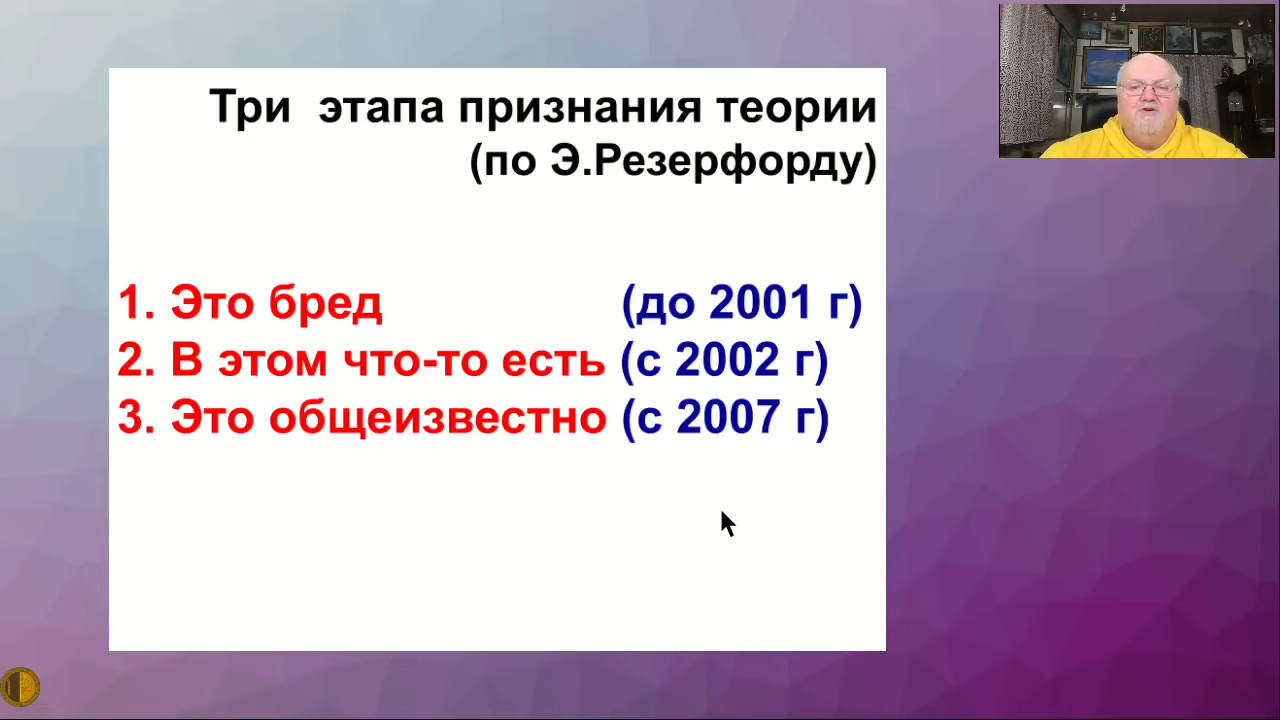 Три этапа признания теории
(по Э.Резерфорду)
1. Это бред (до 2001 г)
2. В этом что-то есть (с 2002 г)
3. Это общеизвестно (с 2007 г)